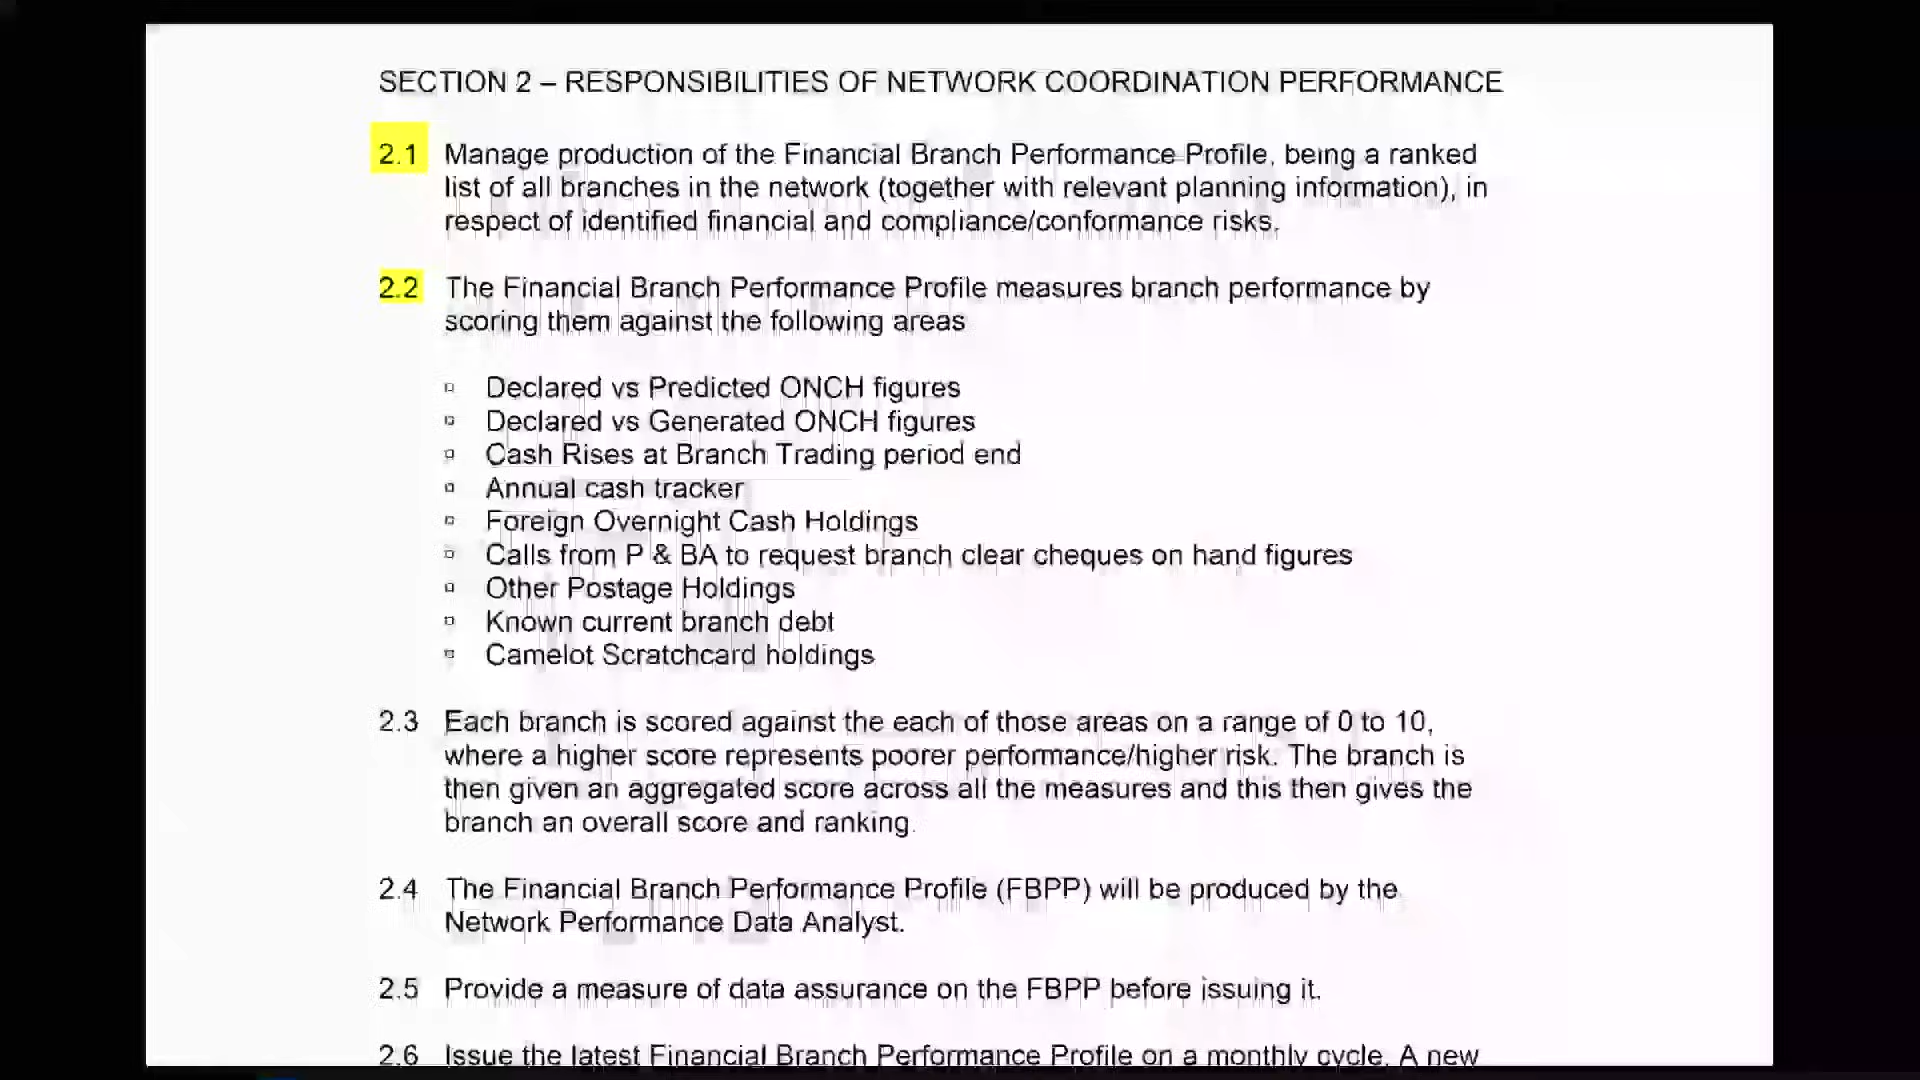 SECTION 2 – RESPONSIBILITIES OF NETWORK COORDINATION PERFORMANCE
2.1 Manage production of the Financial Branch Performance Profile, being a ranked
list of all branches in the network (together with relevant planning information), in
respect of identified financial and compliance/conformance risks.
2.2 The Financial Branch Performance Profile measures branch performance by
scoring them against the following areas
Declared vs Predicted ONCH figures
Declared vs Generated ONCH figures
Cash Rises at Branch Trading period end
Annual cash tracker
Foreign Overnight Cash Holdings
Calls from P & BA to request branch clear cheques on hand figures
Other Postage Holdings
Known current branch debt
Camelot Scratchcard holdings
2.3 Each branch is scored against the each of those areas on a range of 0 to 10,
where a higher score represents poorer performance/higher risk. The branch is
then given an aggregated score across all the measures and this then gives the
branch an overall score and ranking.
2.4 The Financial Branch Performance Profile (FBPP) will be produced by the
Network Performance Data Analyst.
2.5 Provide a measure of data assurance on the FBPP before issuing it.
2.6 Issue the latest Financial Branch Performance Profile on a monthly cycle. A new